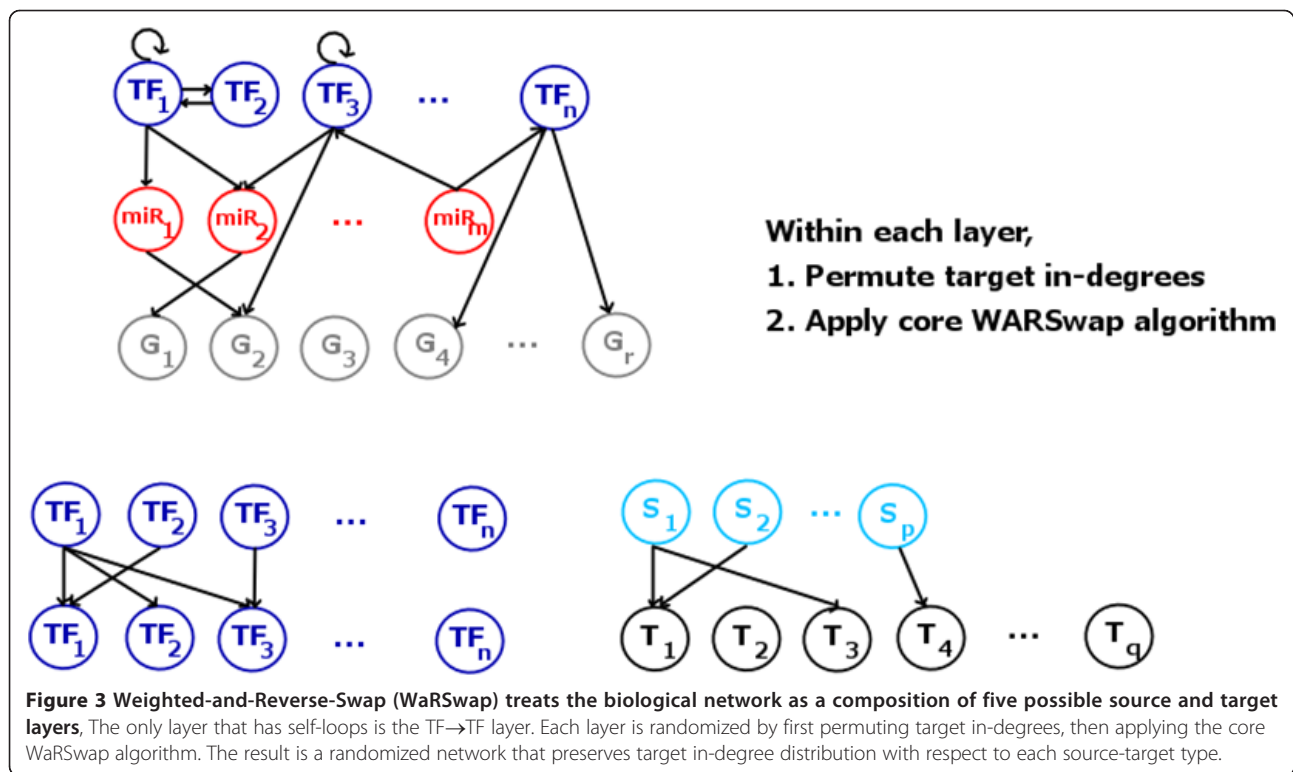 TF1 TF2 TF3 ... TFn
miR1 miR2 ... miRm
G1 G2 G3 G4 ... Gr
Within each layer,
1. Permute target in-degrees
2. Apply core WARSwap algorithm
TF1 TF2 TF3 ... TFn
TF1 TF2 TF3 ... TFn
S1 S2 ... Sp
T1 T2 T3 T4 ... Tq
Figure 3 Weighted-and-Reverse-Swap (WaRSwap) treats the biological network as a composition of five possible source and target
layers, The only layer that has self-loops is the TF→TF layer. Each layer is randomized by first permuting target in-degrees, then applying the core
WaRSwap algorithm. The result is a randomized network that preserves target in-degree distribution with respect to each source-target type.